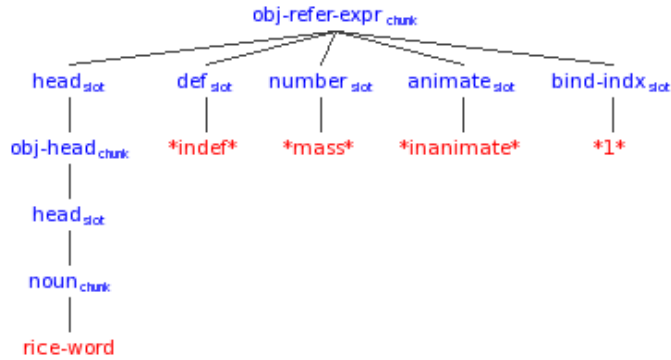 obj-refer-expr chunk
head slot def slot number slot animate slot bind-indx slot
obj-head chunk *indef* *mass* *inanimate* *1*
head slot
noun chunk
rice-word